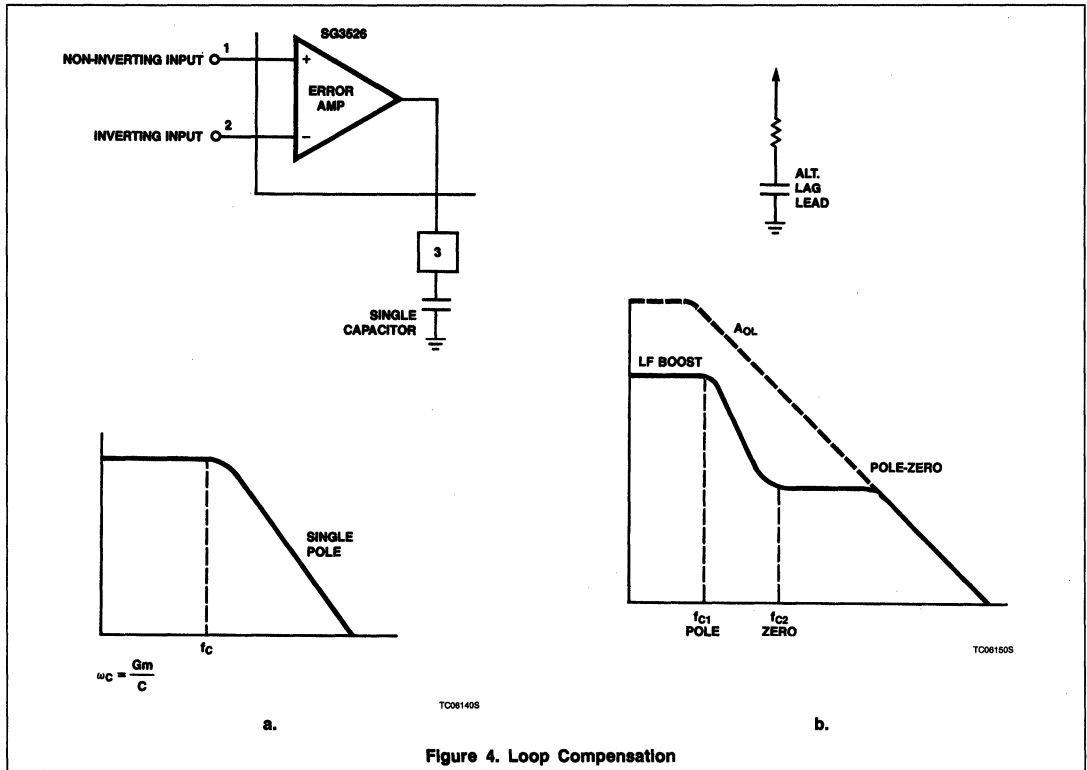 SG3526
NON-INVERTING INPUT
1
+
ERROR
AMP
INVERTING INPUT
2
−
3
SINGLE
CAPACITOR
SINGLE
POLE
fC
ωC = Gm
C
TC06140S
a.
ALT.
LAG
LEAD
AOL
LF BOOST
POLE-ZERO
fC1
POLE
fC2
ZERO
TC06150S
b.
Figure 4. Loop Compensation